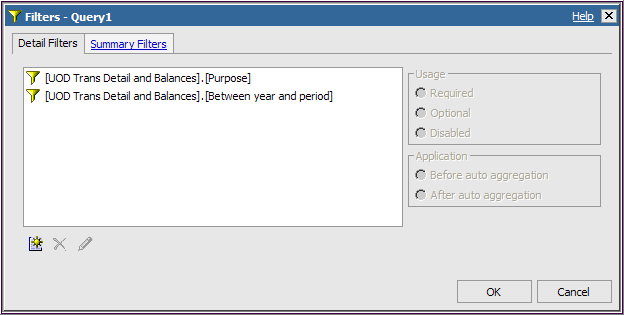 Filters - Query1
Help
Detail Filters
Summary Filters
[UOD Trans Detail and Balances].[Purpose]
[UOD Trans Detail and Balances].[Between year and period]
Usage
Required
Optional
Disabled
Application
Before auto aggregation
After auto aggregation
OK
Cancel